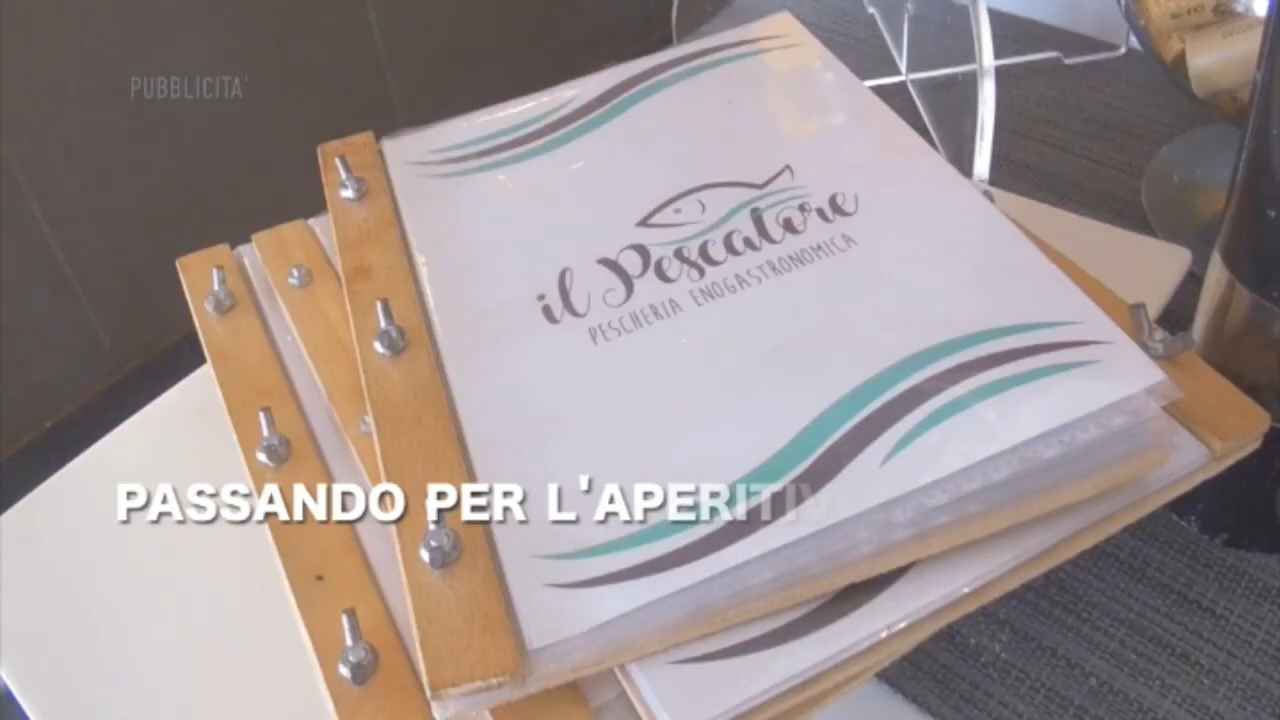 PUBBLICITA'
il Pescatore
PESCHERIA ENOGASTRONOMICA
PASSANDO PER L'APERITIV